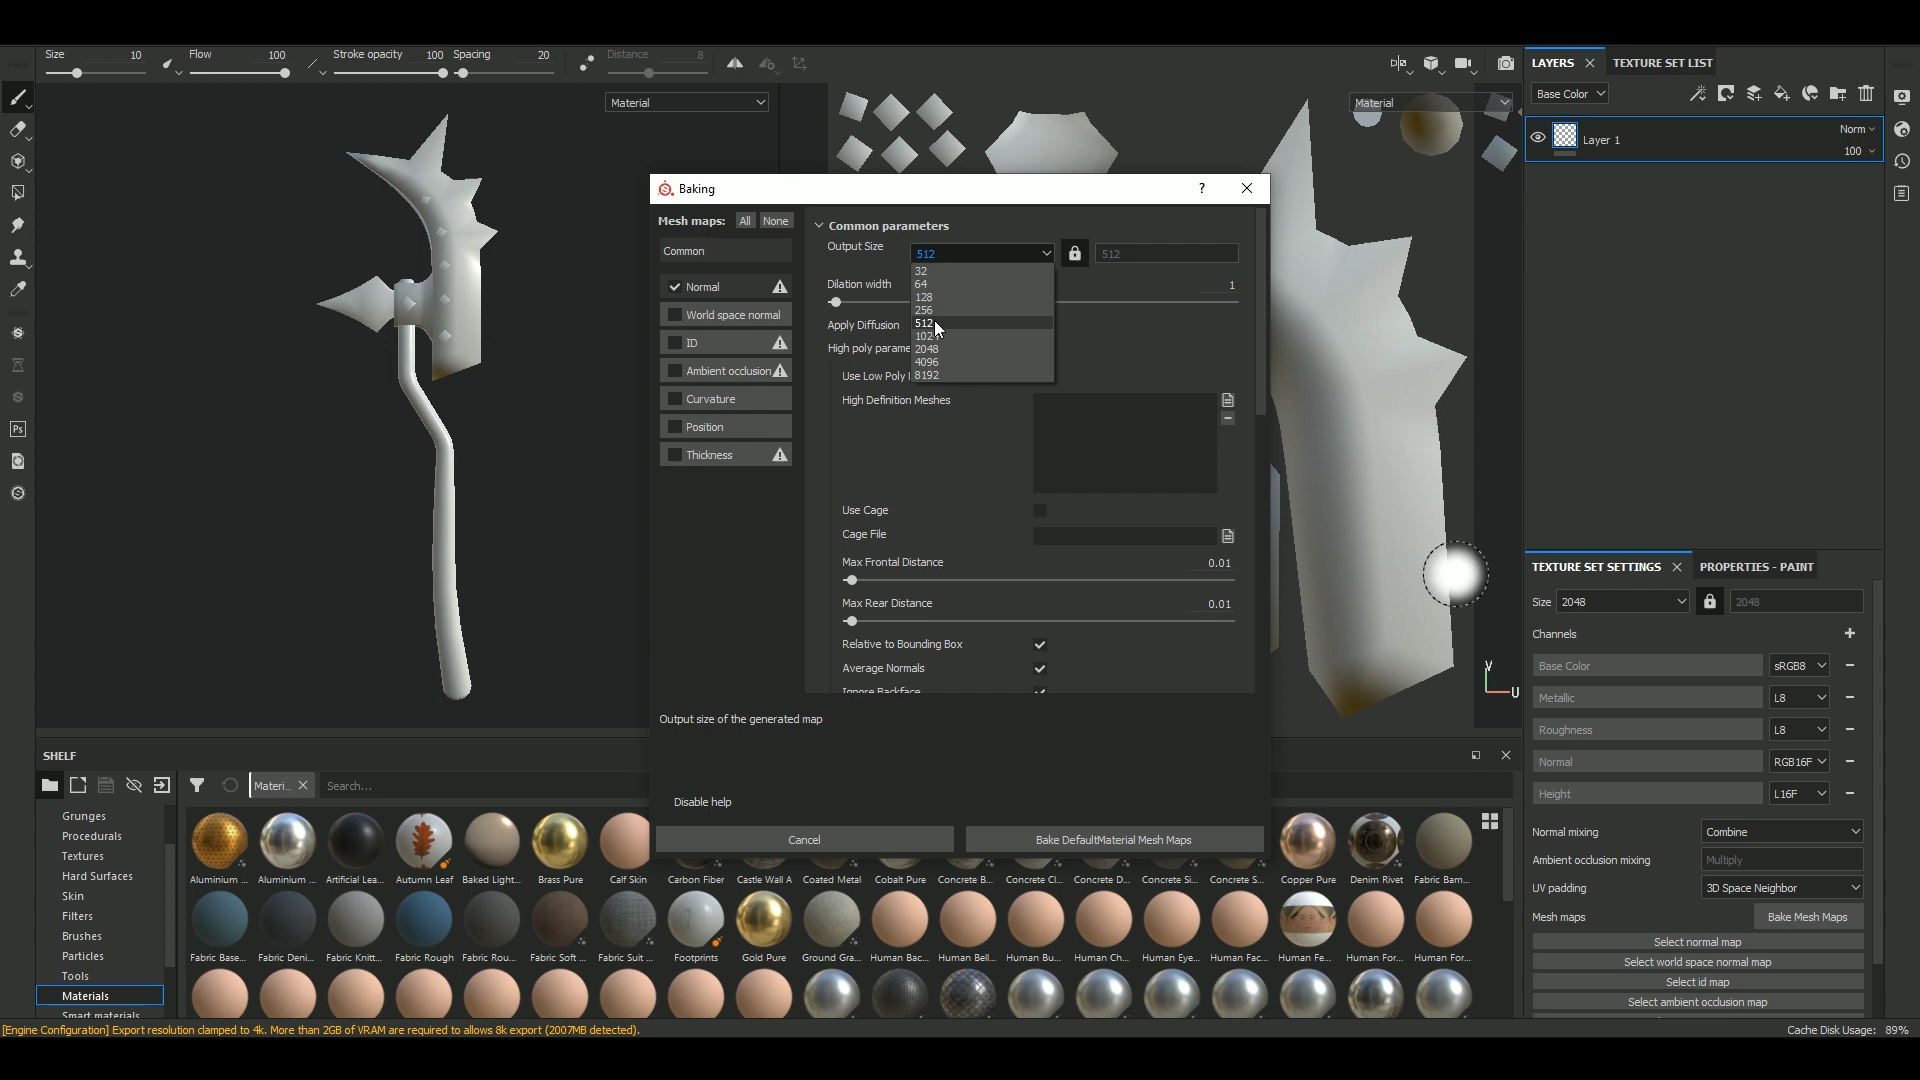 Size 10 Flow 100 Stroke opacity 100 Spacing 20 Distance 8
Material
Material
LAYERS TEXTURE SET LIST
Base Color
Layer 1
Norm
100
Baking ?
Mesh maps: All None
Common
Normal
World space normal
ID
Ambient occlusion
Curvature
Position
Thickness
Common parameters
Output Size 512 512
32
64
128
256
512
2048
4096
8192
Dilation width 1
Apply Diffusion
High poly parame
Use Low Poly
High Definition Meshes
Use Cage
Cage File
Max Frontal Distance 0.01
Max Rear Distance 0.01
Relative to Bounding Box
Average Normals
Ignore Backface
Output size of the generated map
Disable help
Cancel Bake DefaultMaterial Mesh Maps
V
U
TEXTURE SET SETTINGS PROPERTIES - PAINT
Size 2048 2048
Channels
Base Color sRGB8
Metallic L8
Roughness L8
Normal RGB16F
Height L16F
Normal mixing Combine
Ambient occlusion mixing Multiply
UV padding 3D Space Neighbor
Mesh maps Bake Mesh Maps
Select normal map
Select world space normal map
Select id map
Select ambient occlusion map
Ps
SHELF
Materi.. Search...
Grunges
Procedurals
Textures
Hard Surfaces
Skin
Filters
Brushes
Particles
Tools
Materials
Smart materials
Aluminium ... Aluminium ... Artificial Lea... Autumn Leaf Baked Light... Brass Pure Calf Skin Carbon Fiber Castle Wall A Coated Metal Cobalt Pure Concrete B... Concrete Cl... Concrete D... Concrete Si... Concrete S... Copper Pure Denim Rivet Fabric Bam...
Fabric Base... Fabric Deni... Fabric Knitt... Fabric Rough Fabric Rou... Fabric Soft ... Fabric Suit ... Footprints Gold Pure Ground Gra... Human Bac... Human Bell... Human Bu... Human Ch... Human Eye... Human Fac... Human Fe... Human For... Human For...
[Engine Configuration] Export resolution clamped to 4k. More than 2GB of VRAM are required to allows 8k export (2007MB detected).
Cache Disk Usage: 89%